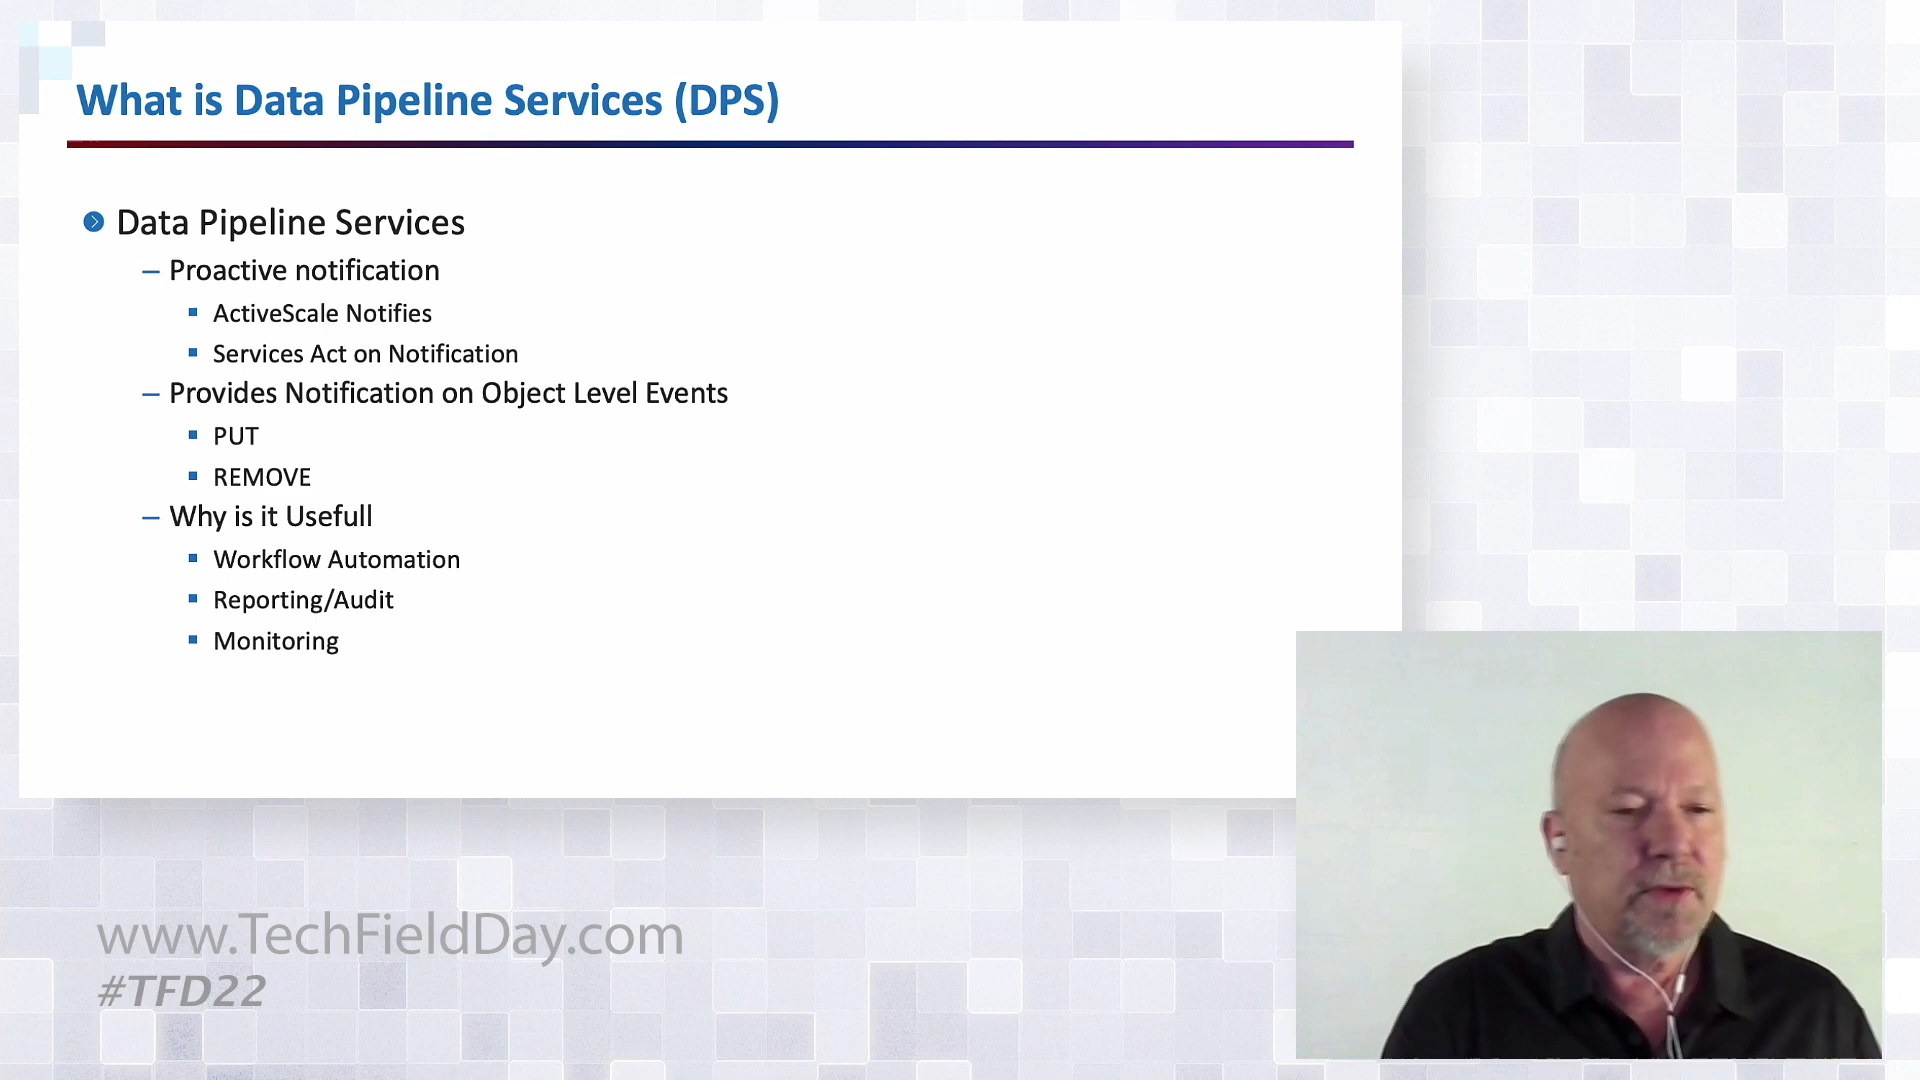 What is Data Pipeline Services (DPS)
Data Pipeline Services
– Proactive notification
▪ ActiveScale Notifies
▪ Services Act on Notification
– Provides Notification on Object Level Events
▪ PUT
▪ REMOVE
– Why is it Usefull
▪ Workflow Automation
▪ Reporting/Audit
▪ Monitoring
www.TechFieldDay.com
#TFD22